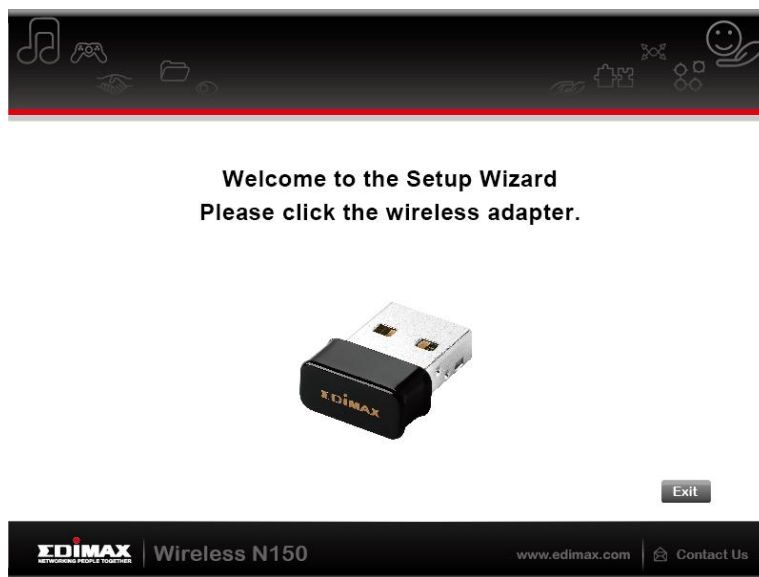 Welcome to the Setup Wizard
Please click the wireless adapter.
EDIMAX
Exit
EDIMAX
NETWORKING PEOPLE TOGETHER
Wireless N150
www.edimax.com
Contact Us